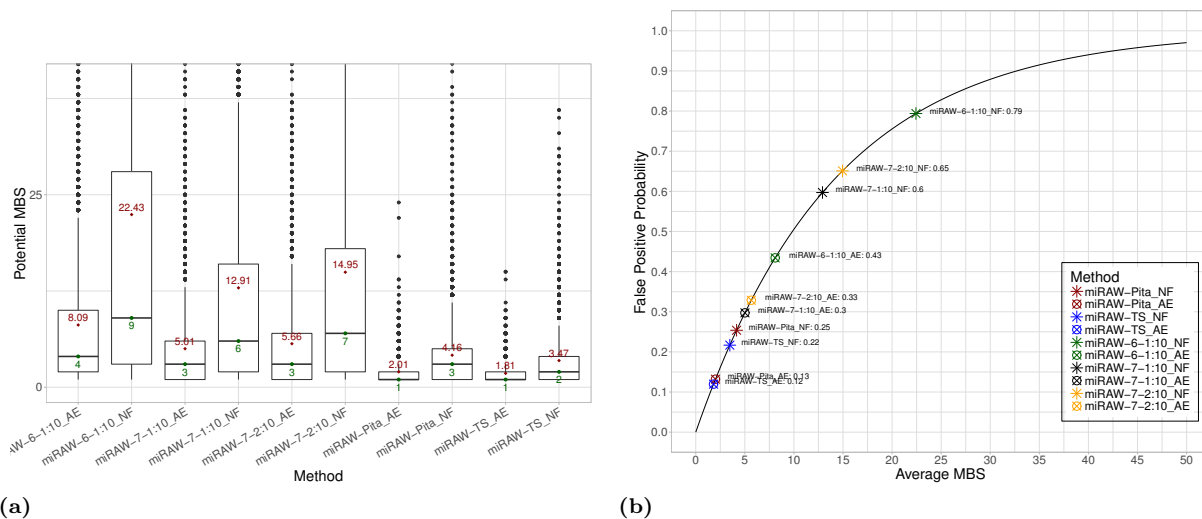 Potential MBS
25
0
8.09
4
22.43
9
5.01
3
12.91
6
5.66
3
14.95
7
2.01
1
4.16
3
1.81
1
3.47
2
AW-6-1:10_AE
miRAW-6-1:10_NF
miRAW-7-1:10_AE
miRAW-7-1:10_NF
miRAW-7-2:10_AE
miRAW-7-2:10_NF
miRAW-Pita_AE
miRAW-Pita_NF
miRAW-TS_AE
miRAW-TS_NF
Method
(a)
False Positive Probability
1.0
0.9
0.8
0.7
0.6
0.5
0.4
0.3
0.2
0.1
0.0
miRAW-6-1:10_NF: 0.79
miRAW-7-2:10_NF: 0.65
miRAW-7-1:10_NF: 0.6
miRAW-6-1:10_AE: 0.43
miRAW-7-2:10_AE: 0.33
miRAW-7-1:10_AE: 0.3
miRAW-Pita_NF: 0.25
miRAW-TS_NF: 0.22
miRAW-Pita_AE: 0.13
miRAW-TS_AE: 0.12
Method
miRAW-Pita_NF
miRAW-Pita_AE
miRAW-TS_NF
miRAW-TS_AE
miRAW-6-1:10_NF
miRAW-6-1:10_AE
miRAW-7-1:10_NF
miRAW-7-1:10_AE
miRAW-7-2:10_NF
miRAW-7-2:10_AE
0 5 10 15 20 25 30 35 40 45 50
Average MBS
(b)